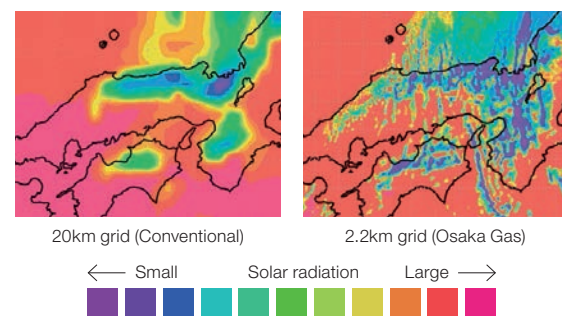 20km grid (Conventional) 2.2km grid (Osaka Gas)
← Small Solar radiation Large →